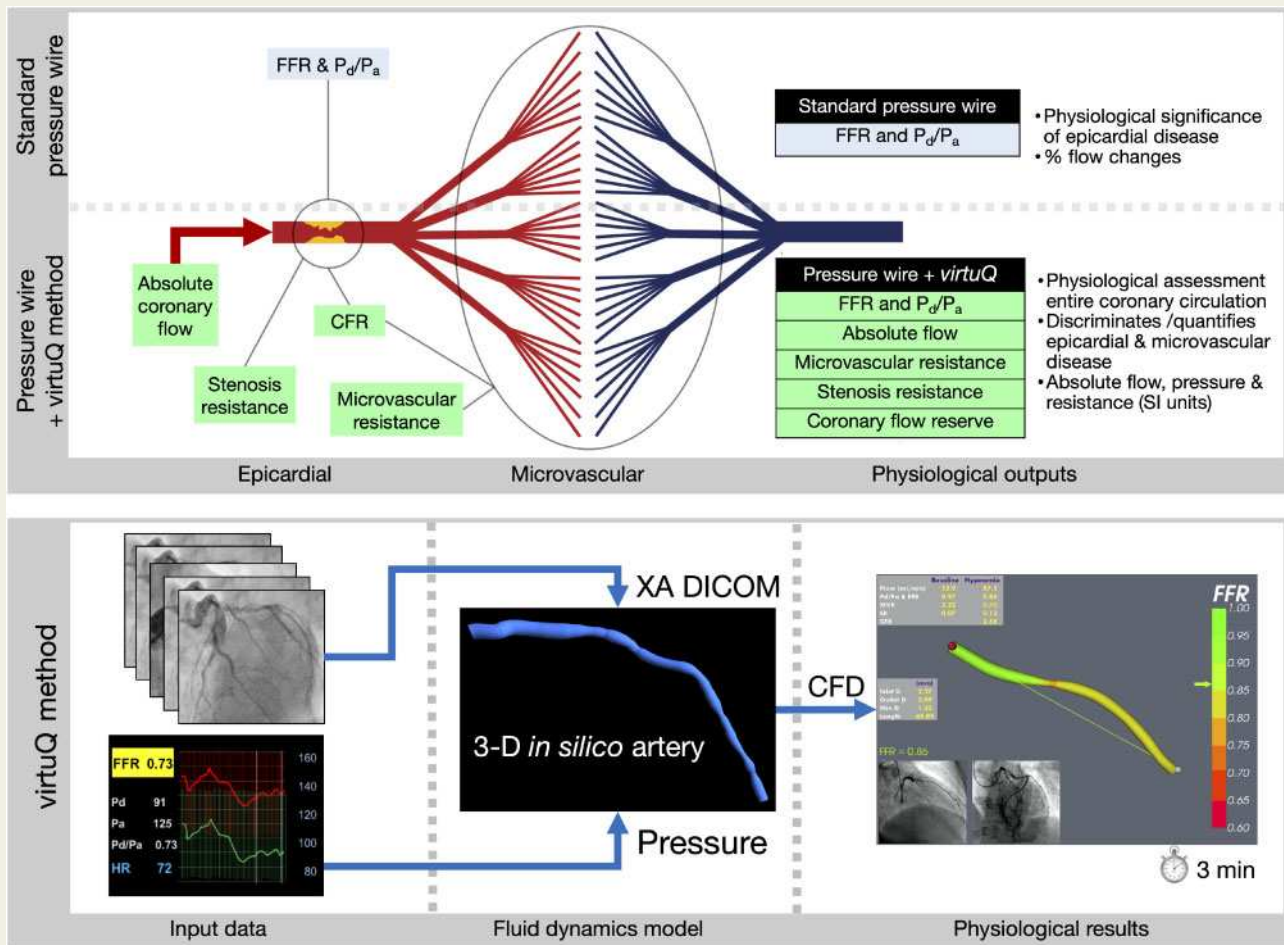 Standard
pressure wire
FFR & Pd/Pa
Standard pressure wire
FFR and Pd/Pa
• Physiological significance
of epicardial disease
• % flow changes
Pressure wire
+ virtuQ method
Absolute
coronary
flow
CFR
Stenosis
resistance
Microvascular
resistance
Pressure wire + virtuQ
FFR and Pd/Pa
Absolute flow
Microvascular resistance
Stenosis resistance
Coronary flow reserve
• Physiological assessment
entire coronary circulation
• Discriminates /quantifies
epicardial & microvascular
disease
• Absolute flow, pressure &
resistance (SI units)
Epicardial
Microvascular
Physiological outputs
virtuQ method
XA DICOM
3-D in silico artery
Pressure
CFD
FFR 0.73
Pd 91
Pa 125
Pd/Pa 0.73
HR 72
160
140
120
100
80
Baseline Hyperemia
FFR
1.00
0.95
0.90
0.85
0.80
0.75
0.70
0.65
0.60
FFR = 0.86
3 min
Input data
Fluid dynamics model
Physiological results